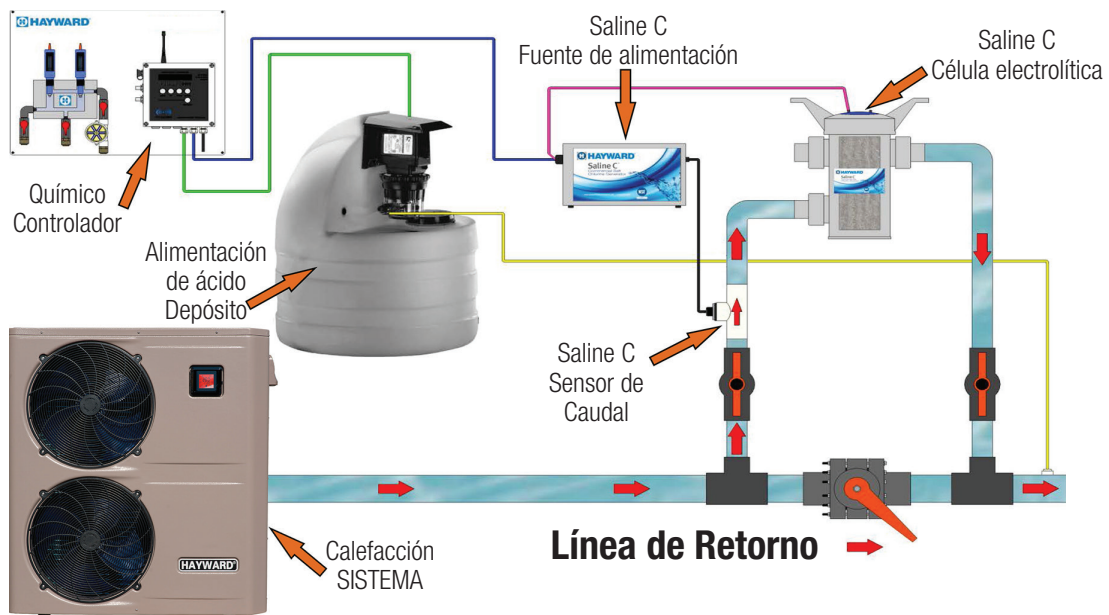 HAYWARD
Químico
Controlador
Alimentación
de ácido
Depósito
Saline C
Fuente de alimentación
HAYWARD
Saline C
Saline C
Célula electrolítica
Saline C
Sensor de
Caudal
Línea de Retorno
Calefacción
SISTEMA
HAYWARD